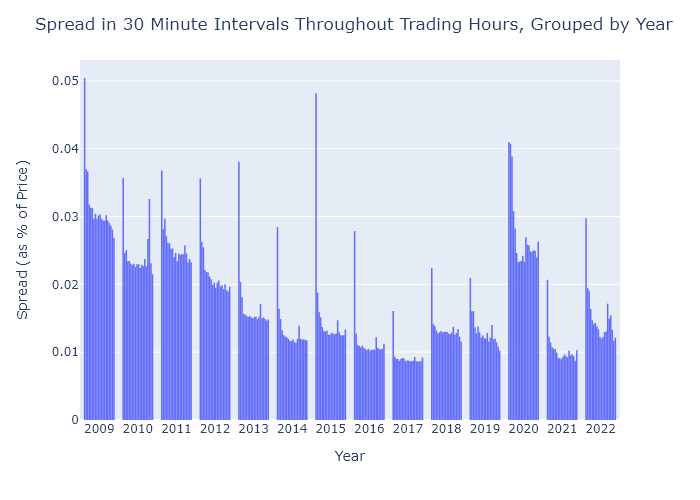 Spread in 30 Minute Intervals Throughout Trading Hours, Grouped by Year
Spread (as % of Price)
0.05
0.04
0.03
0.02
0.01
0
2009 2010 2011 2012 2013 2014 2015 2016 2017 2018 2019 2020 2021 2022
Year